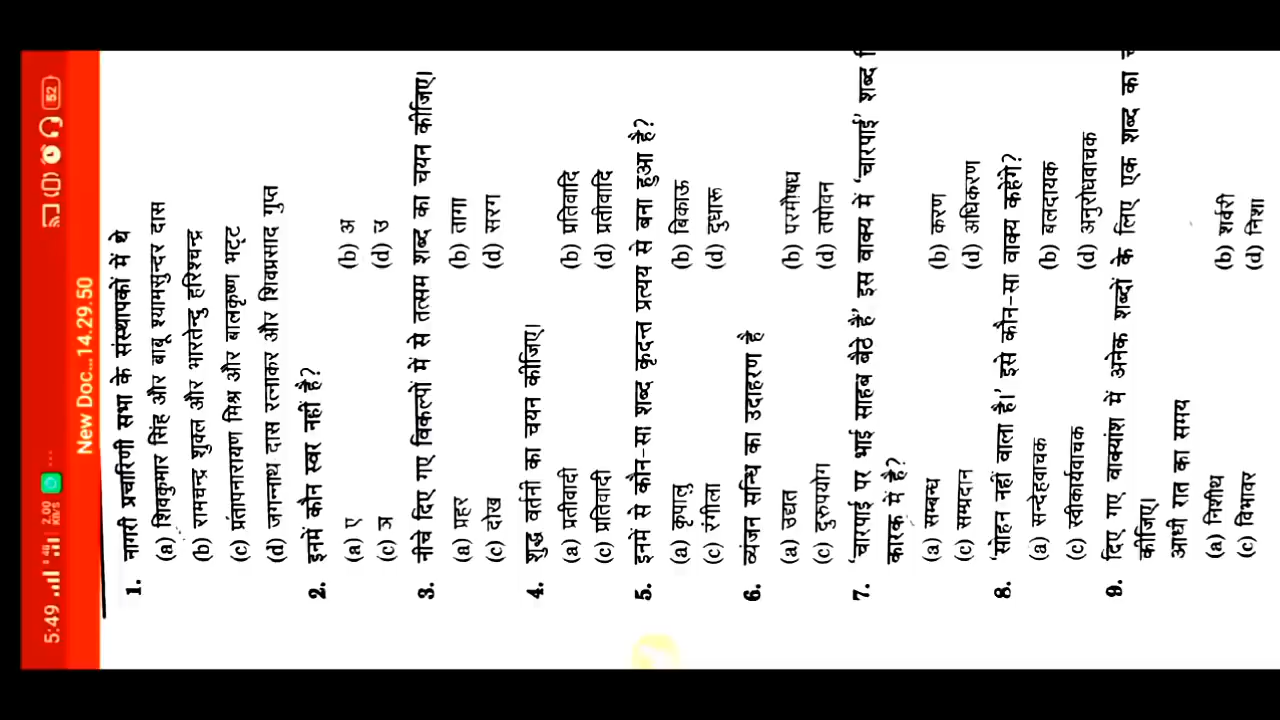 5:49 4G 2.00 KB/S ... 52
New Doc...14.29.50
1. नागरी प्रचारिणी सभा के संस्थापकों में थे
(a) शिवकुमार सिंह और बाबू श्यामसुन्दर दास
(b) रामचन्द्र शुक्ल और भारतेन्दु हरिश्चन्द्र
(c) प्रतापनारायण मिश्र और बालकृष्ण भट्ट
(d) जगन्नाथ दास रत्नाकर और शिवप्रसाद गुप्त
2. इनमें कौन स्वर नहीं है?
(a) ए (b) अ
(c) ञ (d) उ
3. नीचे दिए गए विकल्पों में से तत्सम शब्द का चयन कीजिए।
(a) प्रहर (b) तागा
(c) दोख (d) सरग
4. शुद्ध वर्तनी का चयन कीजिए।
(a) प्रतीवादी (b) प्रतिवादि
(c) प्रतिवादी (d) प्रतीवादि
5. इनमें से कौन-सा शब्द कृदन्त प्रत्यय से बना हुआ है?
(a) कृपालु (b) बिकाऊ
(c) रंगीला (d) दुधारू
6. व्यंजन सन्धि का उदाहरण है
(a) उद्यत (b) परमौषध
(c) दुरुपयोग (d) तपोवन
7. 'चारपाई पर भाई साहब बैठे हैं' इस वाक्य में 'चारपाई' शब्द
कारक में है?
(a) सम्बन्ध (b) करण
(c) सम्प्रदान (d) अधिकरण
8. 'सोहन नहीं वाला है।' इसे कौन-सा वाक्य कहेंगे?
(a) सन्देहवाचक (b) बलदायक
(c) स्वीकार्यवाचक (d) अनुरोधवाचक
9. दिए गए वाक्यांश में अनेक शब्दों के लिए एक शब्द का
कीजिए।
आधी रात का समय
(a) निशीथ (b) शर्वरी
(c) विभावर (d) निशा